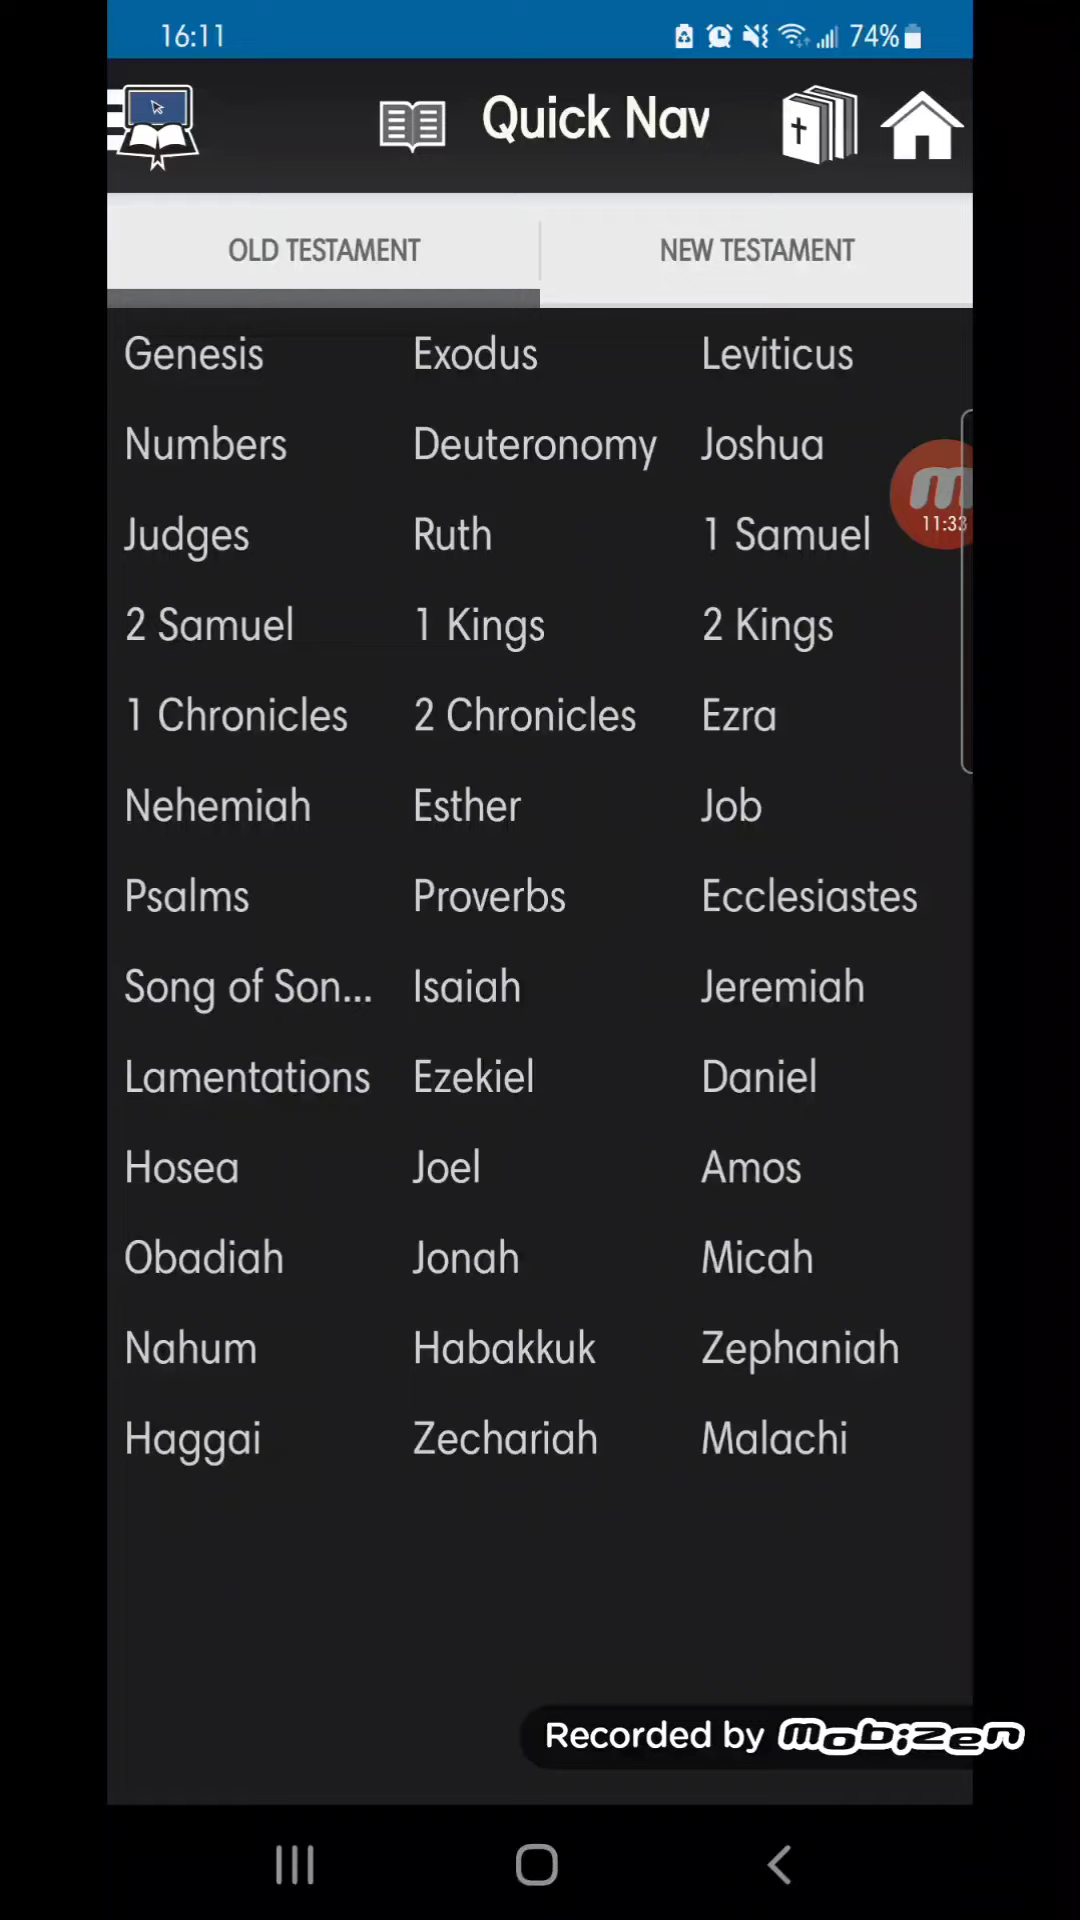 16:11 74%
Quick Nav
OLD TESTAMENT NEW TESTAMENT
Genesis Exodus Leviticus
Numbers Deuteronomy Joshua
11:33
Judges Ruth 1 Samuel
2 Samuel 1 Kings 2 Kings
1 Chronicles 2 Chronicles Ezra
Nehemiah Esther Job
Psalms Proverbs Ecclesiastes
Song of Son... Isaiah Jeremiah
Lamentations Ezekiel Daniel
Hosea Joel Amos
Obadiah Jonah Micah
Nahum Habakkuk Zephaniah
Haggai Zechariah Malachi
Recorded by mobizen